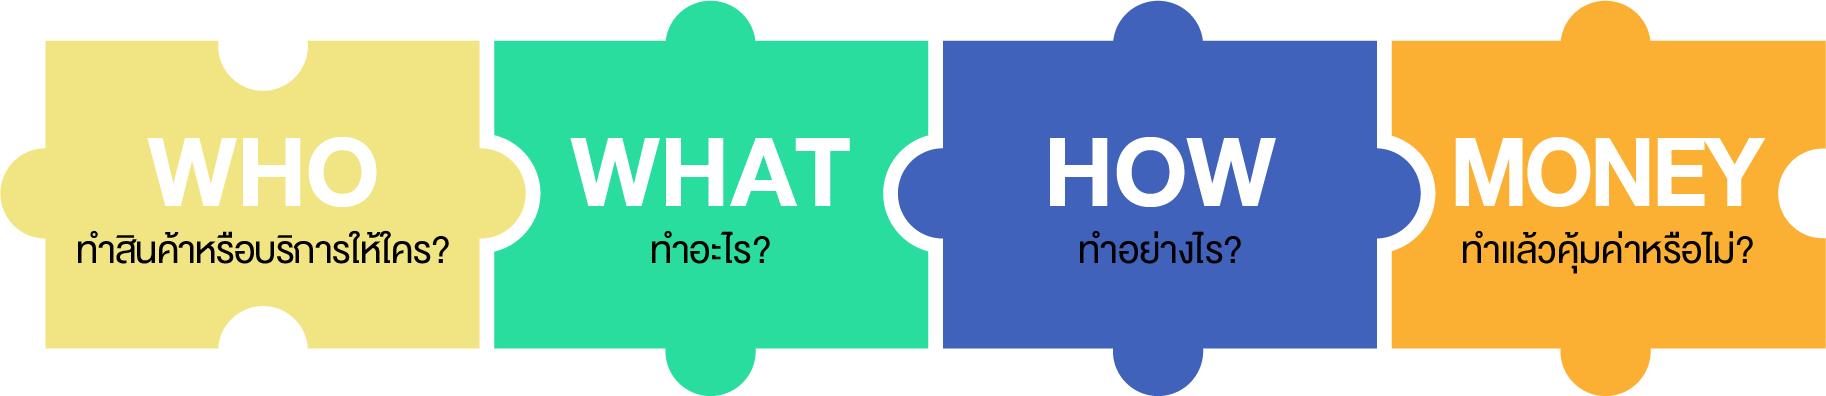 WHO
ทำสินค้าหรือบริการให้ใคร?
WHAT
ทำอะไร?
HOW
ทำอย่างไร?
MONEY
ทำแล้วคุ้มค่าหรือไม่?